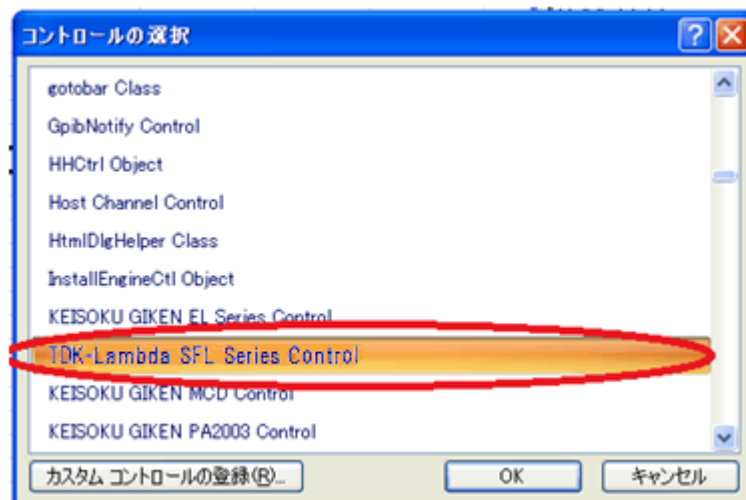 コントロールの選択
gotobar Class
GpibNotify Control
HHCtrl Object
Host Channel Control
HtmlDlgHelper Class
InstallEngineCtl Object
KEISOKU GIKEN EL Series Control
TDK-Lambda SFL Series Control
KEISOKU GIKEN MCD Control
KEISOKU GIKEN PA2003 Control
カスタム コントロールの登録(R)...
OK
キャンセル